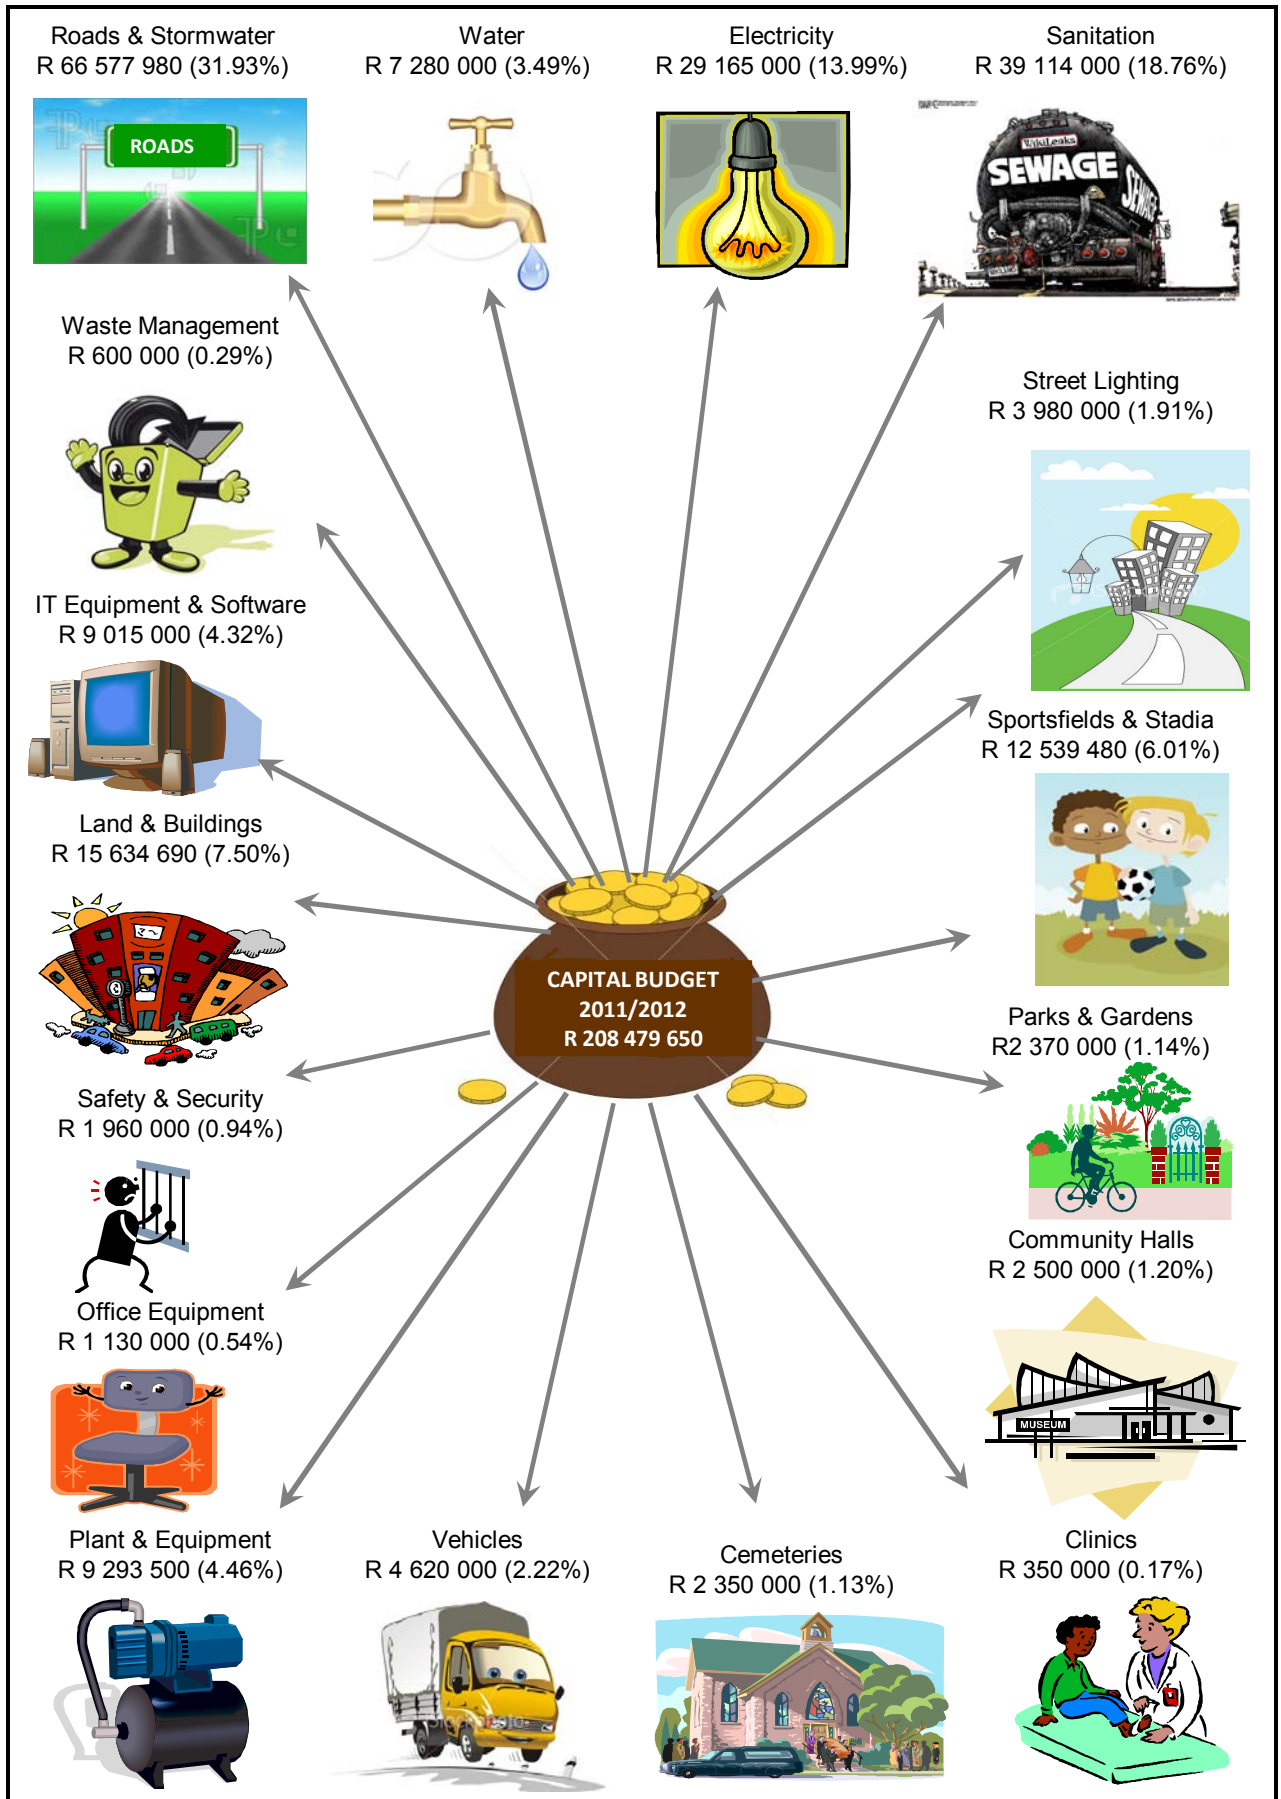 Roads & Stormwater
R 66 577 980 (31.93%)
Water
R 7 280 000 (3.49%)
Electricity
R 29 165 000 (13.99%)
Sanitation
R 39 114 000 (18.76%)
ROADS
WikiLeaks
SEWAGE
SEWAGE
Waste Management
R 600 000 (0.29%)
Street Lighting
R 3 980 000 (1.91%)
IT Equipment & Software
R 9 015 000 (4.32%)
Sportsfields & Stadia
R 12 539 480 (6.01%)
Land & Buildings
R 15 634 690 (7.50%)
CAPITAL BUDGET
2011/2012
R 208 479 650
Parks & Gardens
R2 370 000 (1.14%)
Safety & Security
R 1 960 000 (0.94%)
Community Halls
R 2 500 000 (1.20%)
Office Equipment
R 1 130 000 (0.54%)
MUSEUM
Plant & Equipment
R 9 293 500 (4.46%)
Vehicles
R 4 620 000 (2.22%)
Cemeteries
R 2 350 000 (1.13%)
Clinics
R 350 000 (0.17%)